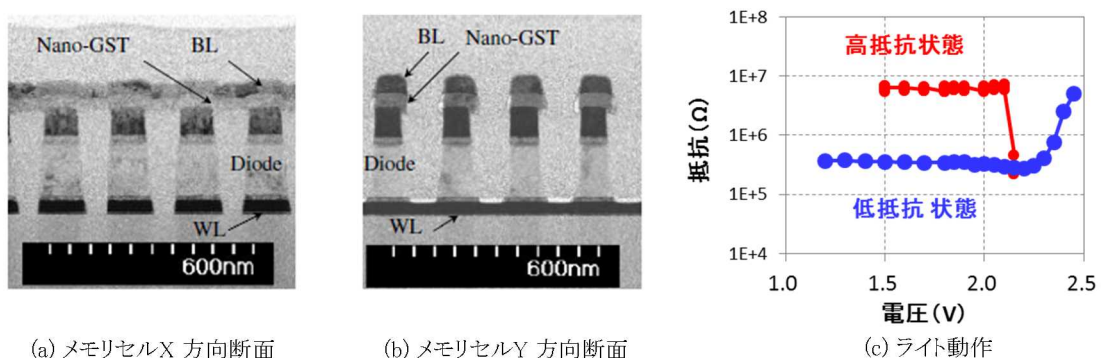 Nano-GST
BL
Diode
WL
600nm
(a) メモリセルX 方向断面
BL
Nano-GST
Diode
WL
600nm
(b) メモリセルY 方向断面
1E+8
1E+7
1E+6
1E+5
1E+4
抵抗(Ω)
高抵抗状態
低抵抗 状態
1.0
1.5
2.0
2.5
電圧(V)
(c) ライト動作